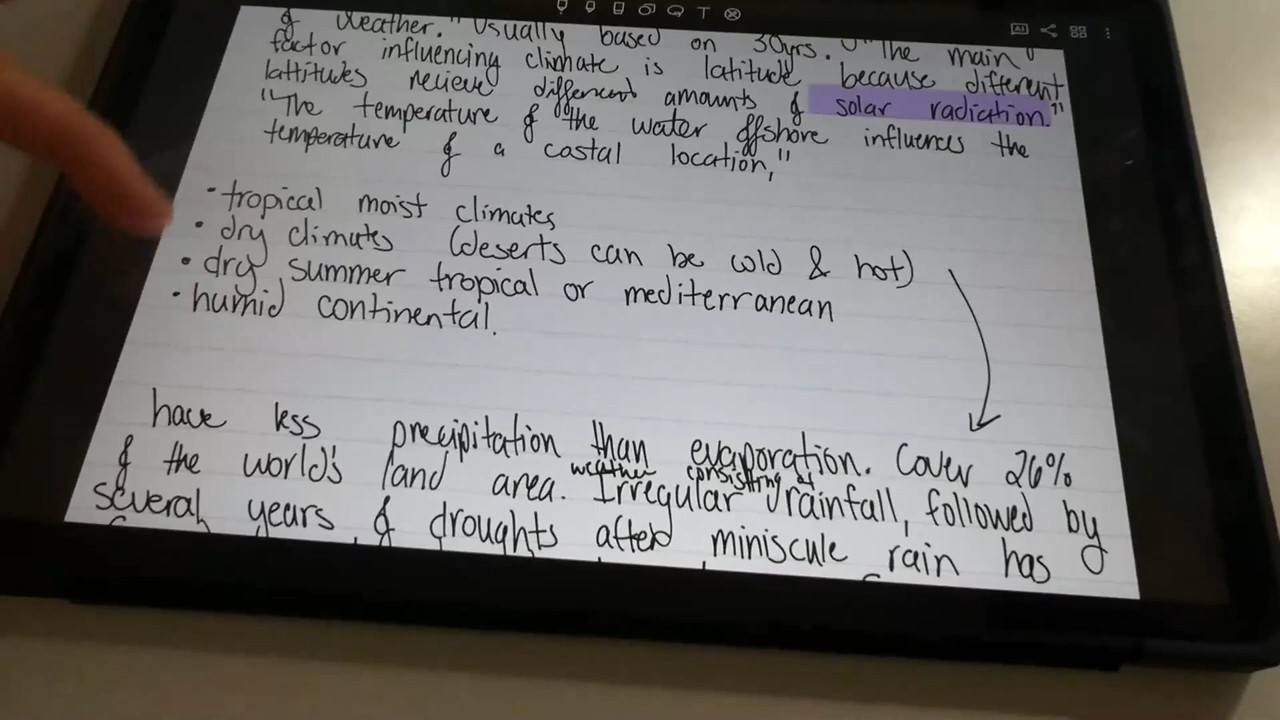 T
AI
of weather." Usually based on 30yrs. "The main
factor influencing climate is latitude because different
lattitudes recieve different amounts of solar radiation."
"The temperature of the water offshore influences the
temperature of a costal location,"
• tropical moist climates
• dry climates (deserts can be cold & hot)
• dry summer tropical or mediterranean
• humid continental.
have less precipitation than evaporation. Cover 26%
of the world's land area. Irregular weather consisting of rainfall, followed by
several years of droughts after miniscule rain has